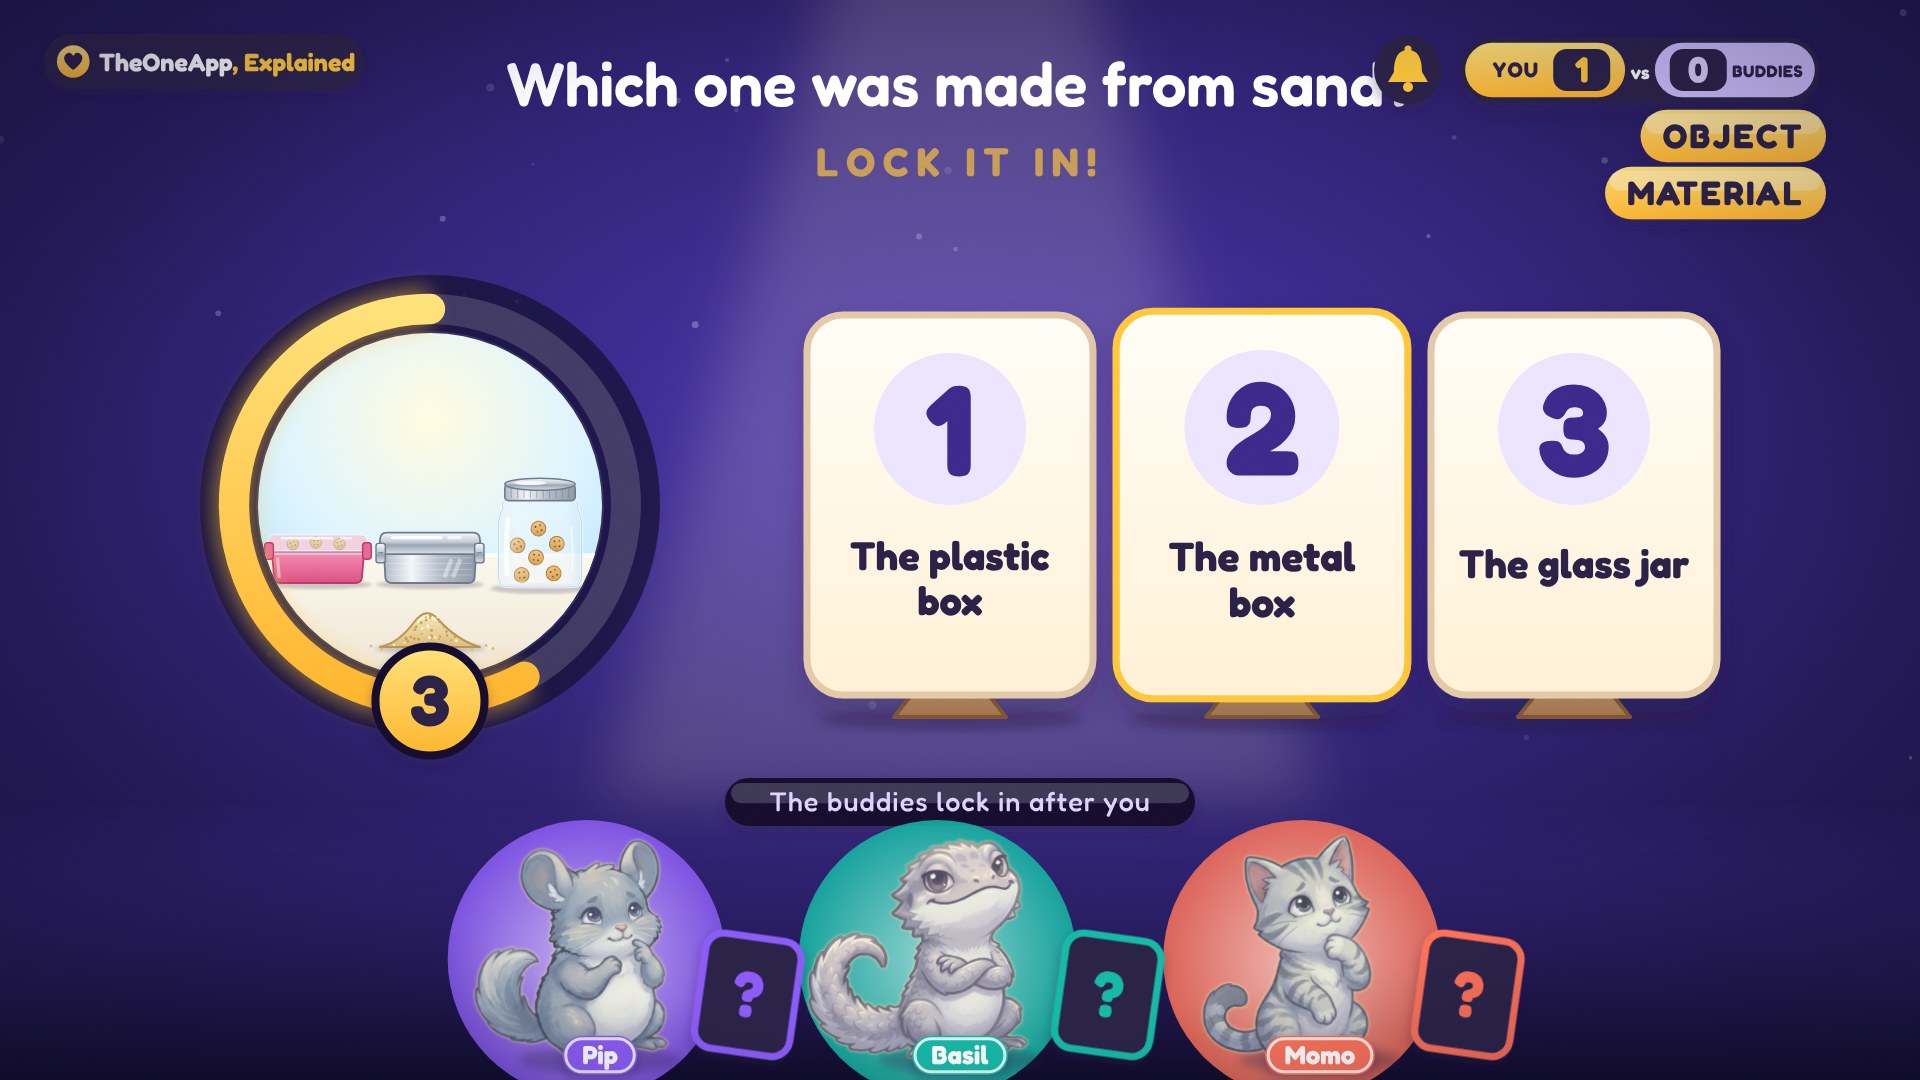 TheOneApp, Explained
Which one was made from sand
LOCK IT IN!
YOU 1 vs 0 BUDDIES
OBJECT
MATERIAL
1
The plastic
box
2
The metal
box
3
The glass jar
3
The buddies lock in after you
?
?
?
Pip
Basil
Momo